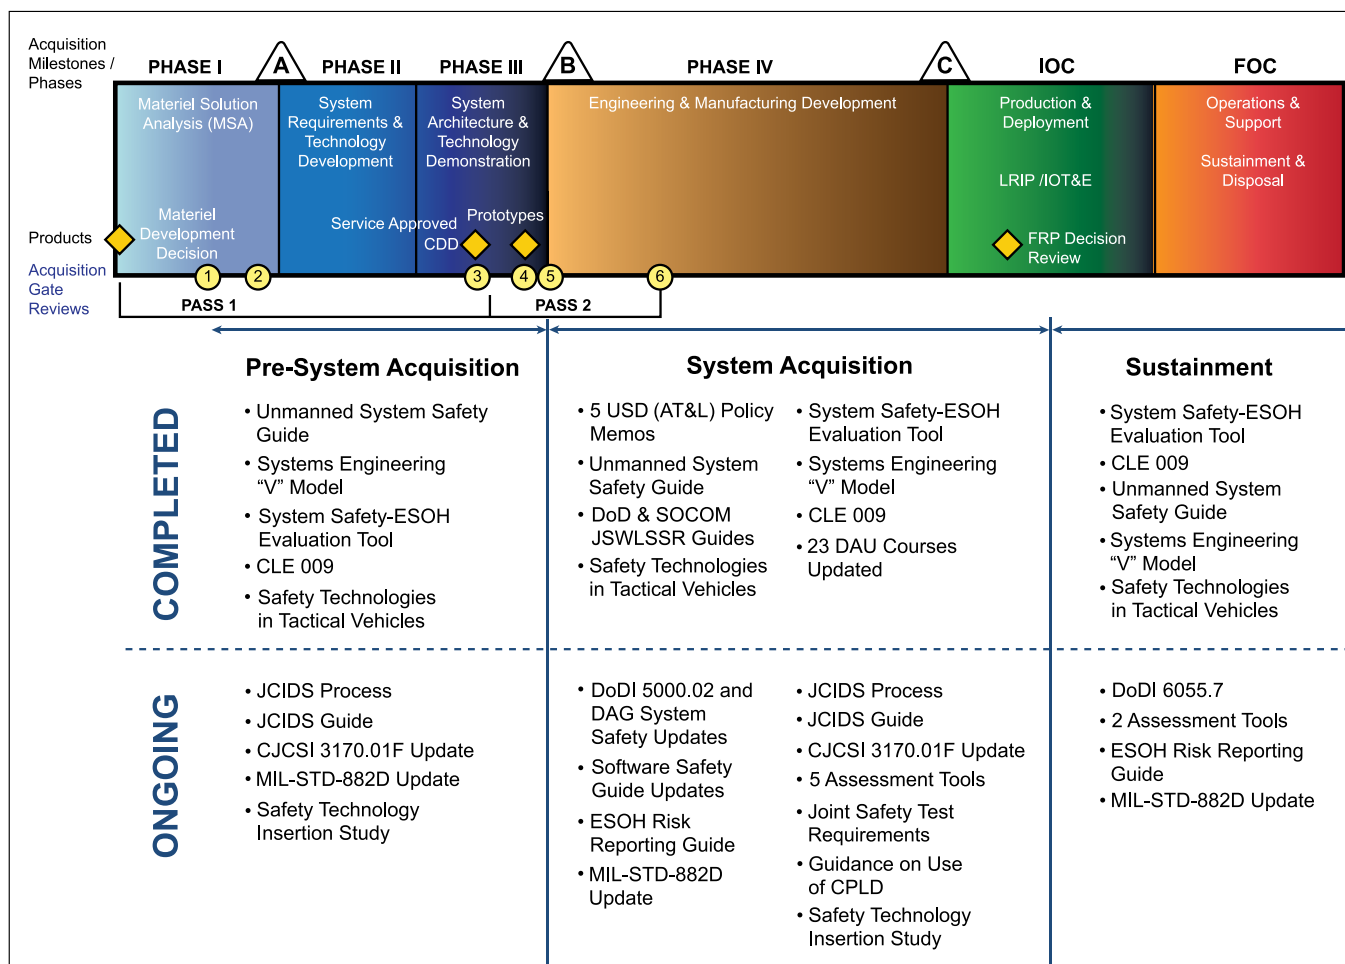 Acquisition
Milestones /
Phases
PHASE I
A
PHASE II
PHASE III
B
PHASE IV
C
IOC
FOC
Materiel Solution
Analysis (MSA)
System
Requirements &
Technology
Development
System
Architecture &
Technology
Demonstration
Engineering & Manufacturing Development
Production &
Deployment
LRIP /IOT&E
Operations &
Support
Sustainment &
Disposal
Products
Materiel
Development
Decision
Service Approved
CDD
Prototypes
FRP Decision
Review
Acquisition
Gate
Reviews
1
2
3
4
5
6
PASS 1
PASS 2
Pre-System Acquisition
System Acquisition
Sustainment
COMPLETED
• Unmanned System Safety
Guide
• Systems Engineering
“V” Model
• System Safety-ESOH
Evaluation Tool
• CLE 009
• Safety Technologies
in Tactical Vehicles
• 5 USD (AT&L) Policy
Memos
• Unmanned System
Safety Guide
• DoD & SOCOM
JSWLSSR Guides
• Safety Technologies
in Tactical Vehicles
• System Safety-ESOH
Evaluation Tool
• Systems Engineering
“V” Model
• CLE 009
• 23 DAU Courses
Updated
• System Safety-ESOH
Evaluation Tool
• CLE 009
• Unmanned System
Safety Guide
• Systems Engineering
“V” Model
• Safety Technologies
in Tactical Vehicles
ONGOING
• JCIDS Process
• JCIDS Guide
• CJCSI 3170.01F Update
• MIL-STD-882D Update
• Safety Technology
Insertion Study
• DoDI 5000.02 and
DAG System
Safety Updates
• Software Safety
Guide Updates
• ESOH Risk
Reporting Guide
• MIL-STD-882D
Update
• JCIDS Process
• JCIDS Guide
• CJCSI 3170.01F Update
• 5 Assessment Tools
• Joint Safety Test
Requirements
• Guidance on Use
of CPLD
• Safety Technology
Insertion Study
• DoDI 6055.7
• 2 Assessment Tools
• ESOH Risk Reporting
Guide
• MIL-STD-882D Update